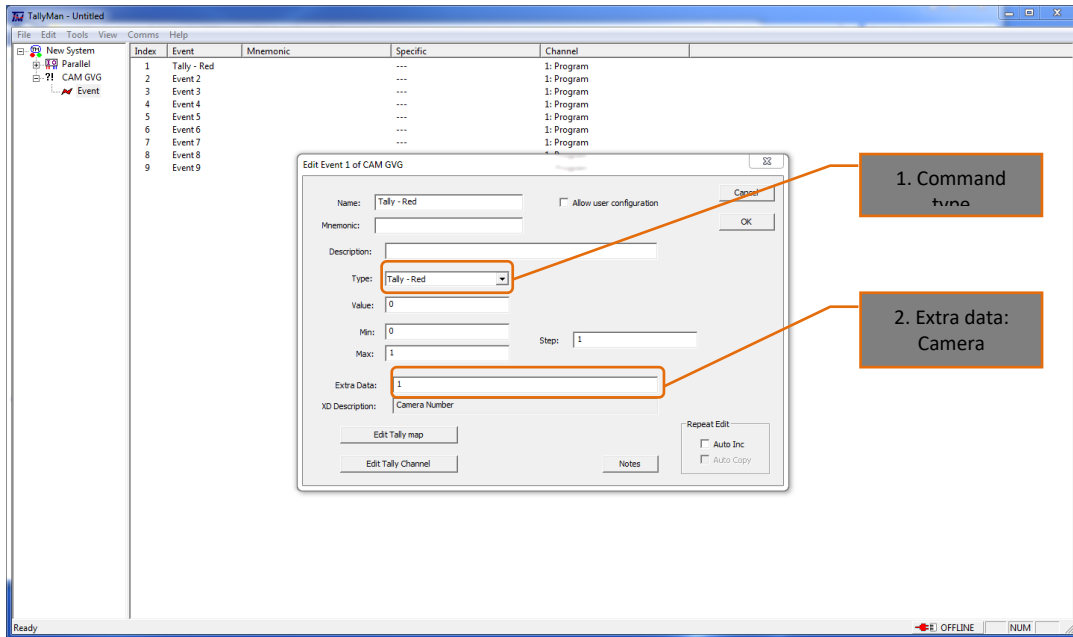 TallyMan - Untitled
File Edit Tools View Comms Help
New System
Parallel
?! CAM GVG
Event
Index Event Mnemonic Specific Channel
1 Tally - Red --- 1: Program
2 Event 2 --- 1: Program
3 Event 3 --- 1: Program
4 Event 4 --- 1: Program
5 Event 5 --- 1: Program
6 Event 6 --- 1: Program
7 Event 7 --- 1: Program
8 Event 8 ---
9 Event 9
Edit Event 1 of CAM GVG
Name: Tally - Red Allow user configuration Cancel
Mnemonic: OK
Description:
Type: Tally - Red
Value: 0
Min: 0
Step: 1
Max: 1
Extra Data: 1
XD Description: Camera Number
Edit Tally map
Edit Tally Channel
Notes
Repeat Edit
Auto Inc
Auto Copy
1. Command
type
2. Extra data:
Camera
Ready OFFLINE NUM